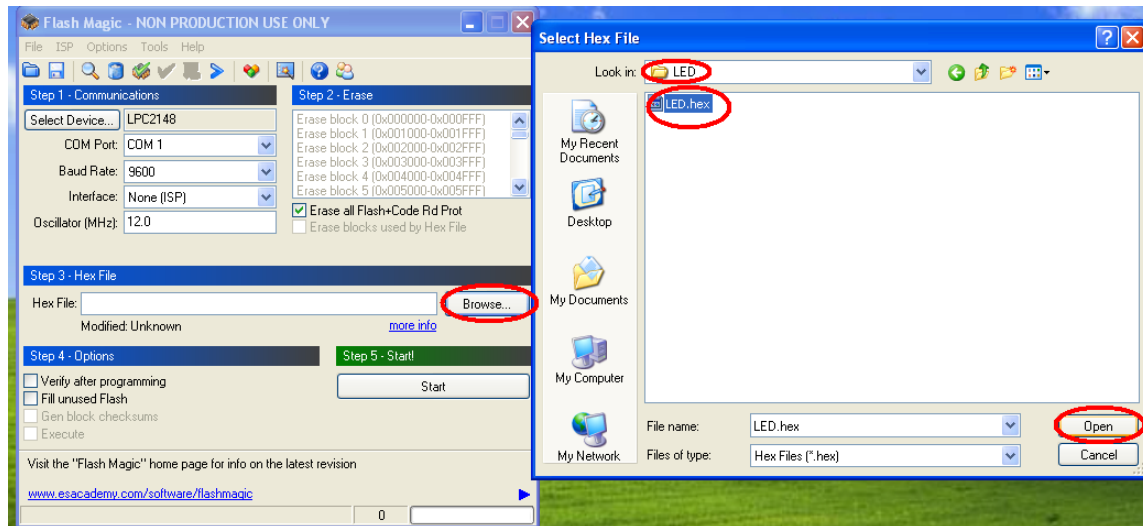 Flash Magic - NON PRODUCTION USE ONLY
File ISP Options Tools Help
Step 1 - Communications
Select Device... LPC2148
COM Port: COM 1
Baud Rate: 9600
Interface: None (ISP)
Oscillator (MHz): 12.0
Step 2 - Erase
Erase block 0 (0x000000-0x000FFF)
Erase block 1 (0x001000-0x001FFF)
Erase block 2 (0x002000-0x002FFF)
Erase block 3 (0x003000-0x003FFF)
Erase block 4 (0x004000-0x004FFF)
Erase block 5 (0x005000-0x005FFF)
Erase all Flash+Code Rd Prot
Erase blocks used by Hex File
Step 3 - Hex File
Hex File: Browse...
Modified: Unknown more info
Step 4 - Options
Verify after programming
Fill unused Flash
Gen block checksums
Execute
Step 5 - Start!
Start
Visit the "Flash Magic" home page for info on the latest revision
www.esacademy.com/software/flashmagic
0
Select Hex File
Look in: LED
LED.hex
My Recent
Documents
Desktop
My Documents
My Computer
My Network
File name: LED.hex Open
Files of type: Hex Files (*.hex) Cancel